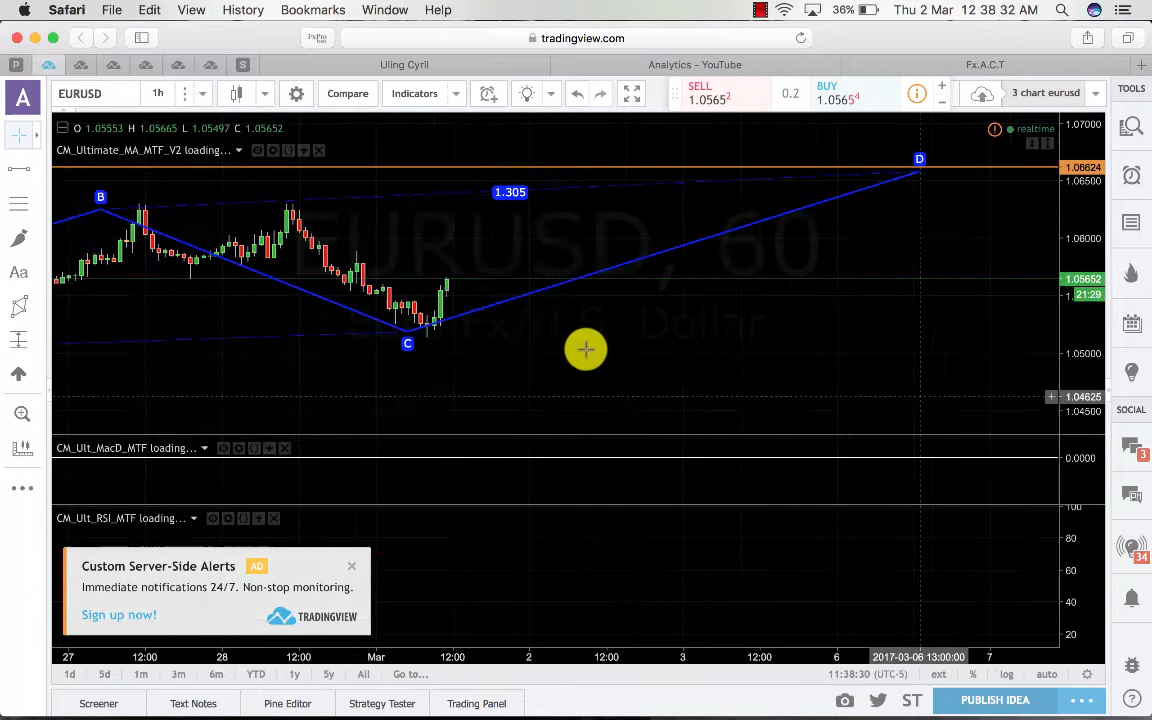 Safari File Edit View History Bookmarks Window Help 36% Thu 2 Mar 12 38 32 AM
FxPro tradingview.com
P S Uling Cyril Analytics - YouTube Fx.A.C.T
A EURUSD 1h Compare Indicators SELL 1.0565² 0.2 BUY 1.0565⁴ 3 chart eurusd TOOLS
O 1.05553 H 1.05665 L 1.05497 C 1.05652 realtime 1.07000
CM_Ultimate_MA_MTF_V2 loading...
D
1.06624
1.06500
1.305
B
EURUSD, 60
1.06000
1.05652
21:29
C
1.05000
1.04625
1.04500
SOCIAL
3
CM_Ult_MacD_MTF loading...
0.0000
100
CM_Ult_RSI_MTF loading...
80
34
Custom Server-Side Alerts AD
60
Immediate notifications 24/7. Non-stop monitoring.
40
Sign up now! TRADINGVIEW
20
27 12:00 28 12:00 Mar 12:00 2 12:00 3 12:00 6 2017-03-06 13:00:00 7
1d 5d 1m 3m 6m YTD 1y 5y All Go to... 11:38:30 (UTC-5) ext % log auto
Screener Text Notes Pine Editor Strategy Tester Trading Panel ST PUBLISH IDEA